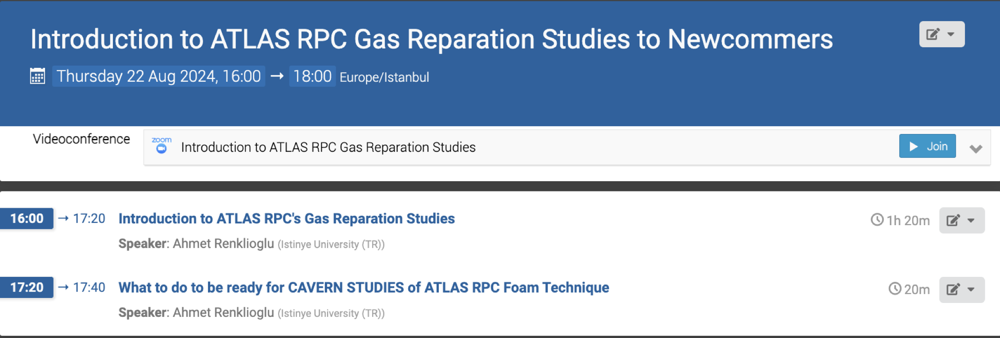 Introduction to ATLAS RPC Gas Reparation Studies to Newcommers
Thursday 22 Aug 2024, 16:00 → 18:00 Europe/Istanbul
Videoconference
zoom
Introduction to ATLAS RPC Gas Reparation Studies
Join
16:00 → 17:20 Introduction to ATLAS RPC's Gas Reparation Studies 1h 20m
Speaker: Ahmet Renklioglu (Istinye University (TR))
17:20 → 17:40 What to do to be ready for CAVERN STUDIES of ATLAS RPC Foam Technique 20m
Speaker: Ahmet Renklioglu (Istinye University (TR))